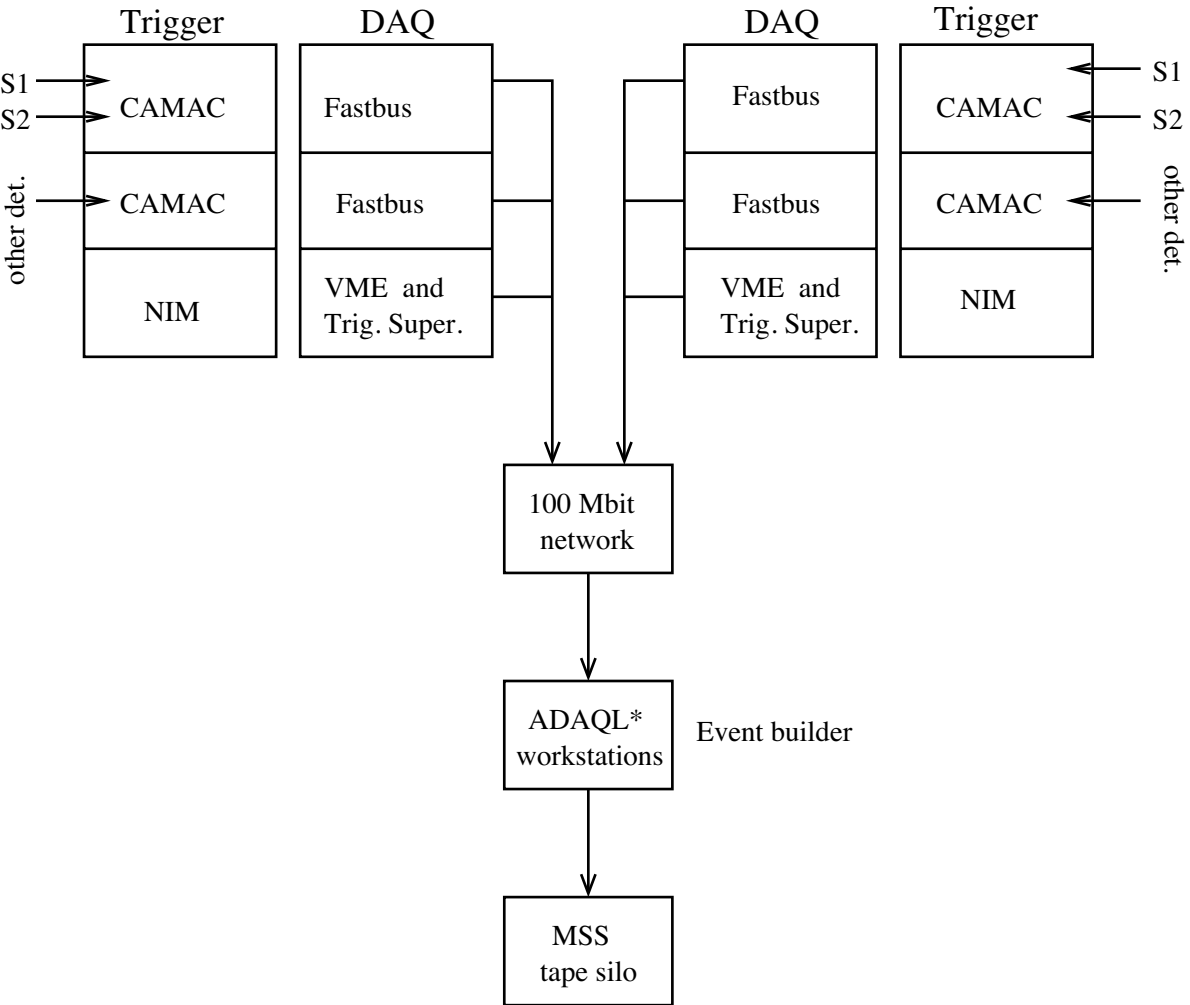 Trigger
DAQ
DAQ
Trigger
S1
S2
CAMAC
Fastbus
Fastbus
CAMAC
S1
S2
other det.
CAMAC
Fastbus
Fastbus
CAMAC
other det.
NIM
VME and
Trig. Super.
VME and
Trig. Super.
NIM
100 Mbit
network
ADAQL*
workstations
Event builder
MSS
tape silo